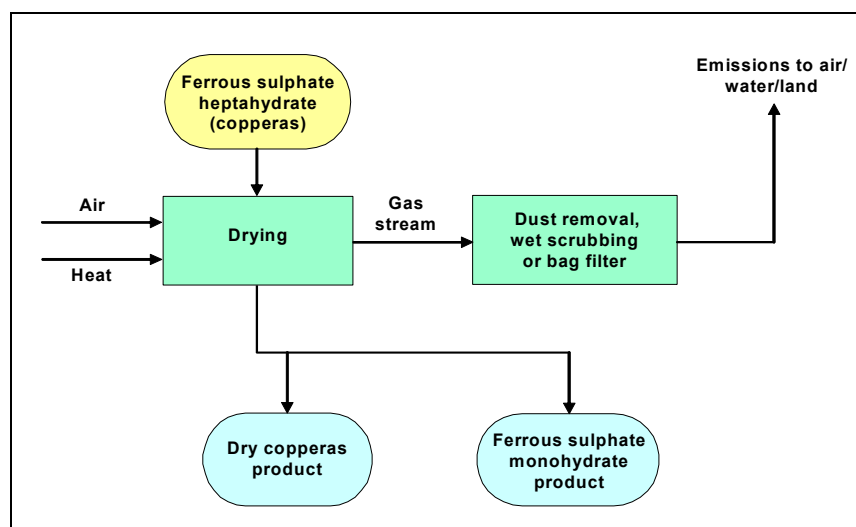 Ferrous sulphate
heptahydrate
(copperas)
Emissions to air/
water/land
Air
Heat
Drying
Gas
stream
Dust removal,
wet scrubbing
or bag filter
Dry copperas
product
Ferrous sulphate
monohydrate
product